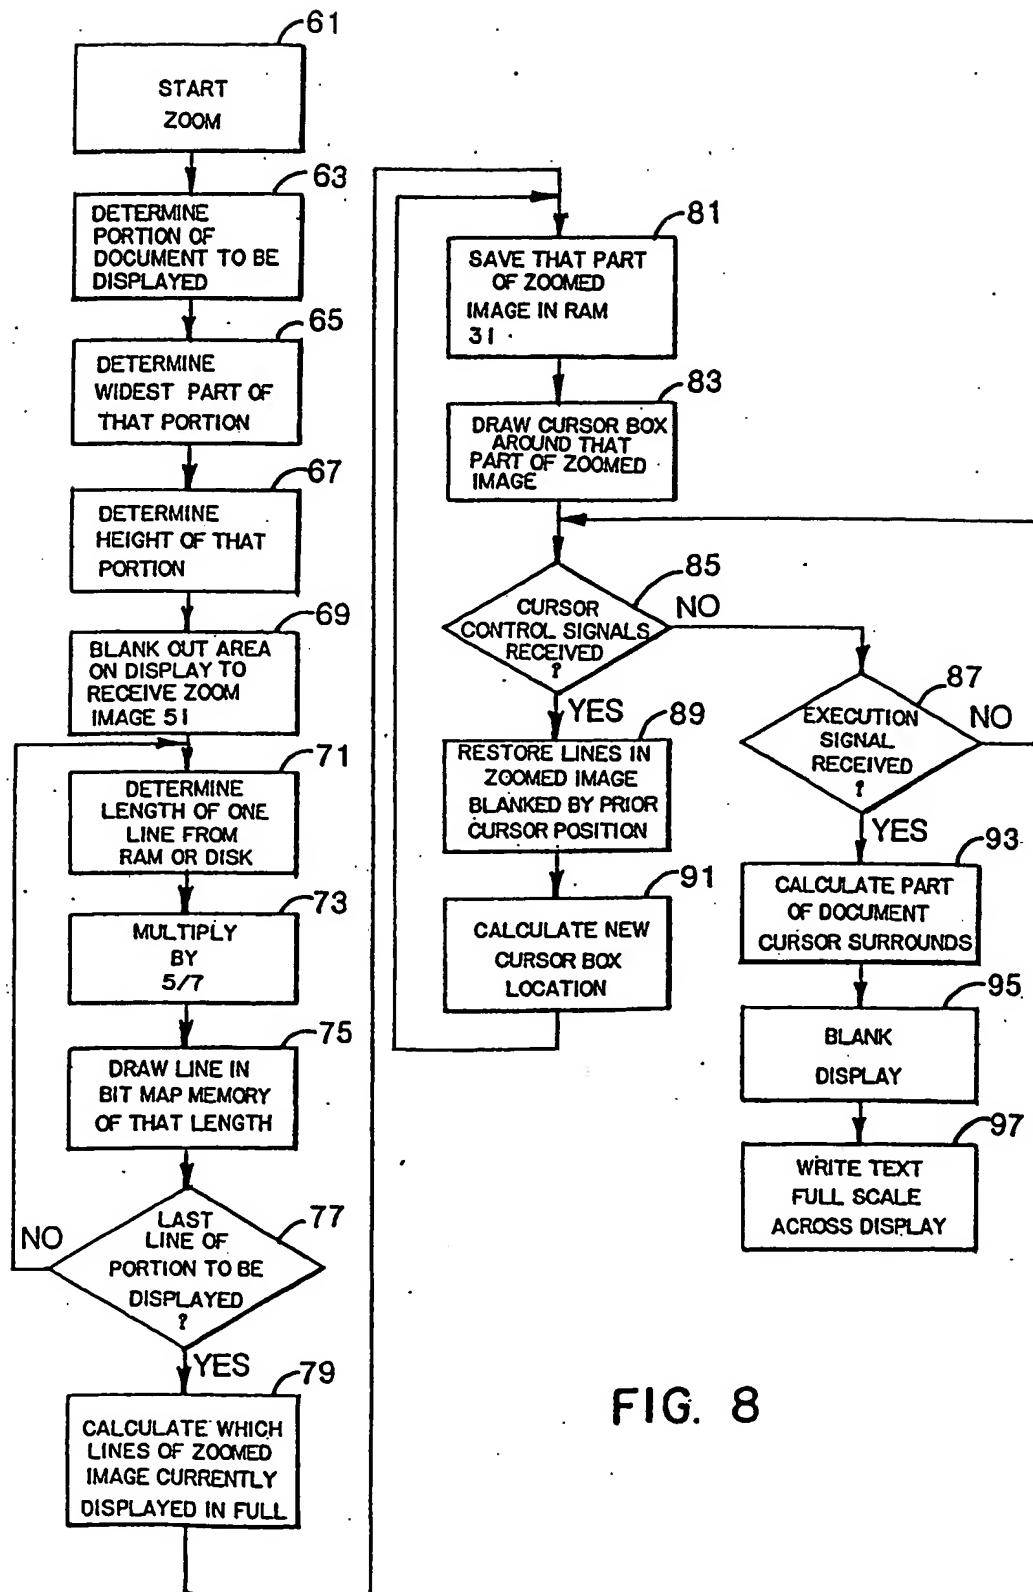 61
START
ZOOM
63
DETERMINE
PORTION OF
DOCUMENT TO BE
DISPLAYED
65
DETERMINE
WIDEST PART OF
THAT PORTION
67
DETERMINE
HEIGHT OF THAT
PORTION
69
BLANK OUT AREA
ON DISPLAY TO
RECEIVE ZOOM
IMAGE 51
71
DETERMINE
LENGTH OF ONE
LINE FROM
RAM OR DISK
73
MULTIPLY
BY
5/7
75
DRAW LINE IN
BIT MAP MEMORY
OF THAT LENGTH
77
LAST
LINE OF
PORTION TO BE
DISPLAYED
?
NO
YES
79
CALCULATE WHICH
LINES OF ZOOMED
IMAGE CURRENTLY
DISPLAYED IN FULL
81
SAVE THAT PART
OF ZOOMED
IMAGE IN RAM
31
83
DRAW CURSOR BOX
AROUND THAT
PART OF ZOOMED
IMAGE
85
CURSOR
CONTROL SIGNALS
RECEIVED
?
NO
YES
89
RESTORE LINES IN
ZOOMED IMAGE
BLANKED BY PRIOR
CURSOR POSITION
91
CALCULATE NEW
CURSOR BOX
LOCATION
87
EXECUTION
SIGNAL
RECEIVED
?
NO
YES
93
CALCULATE PART
OF DOCUMENT
CURSOR SURROUNDS
95
BLANK
DISPLAY
97
WRITE TEXT
FULL SCALE
ACROSS DISPLAY
FIG. 8